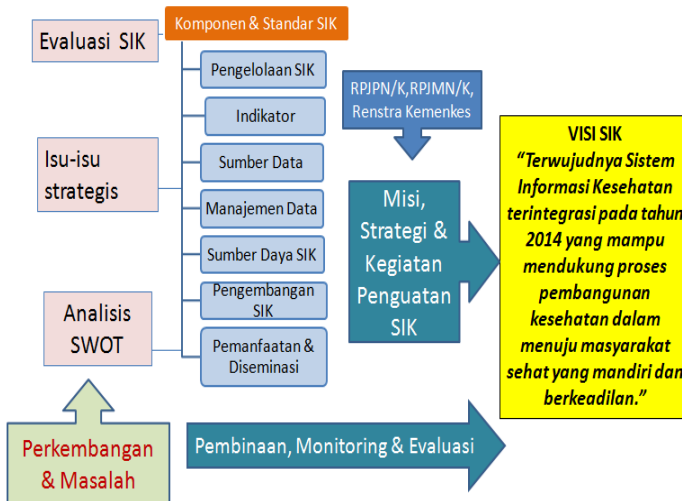 Komponen & Standar SIK
Evaluasi SIK
Pengelolaan SIK
Indikator
Isu-isu
strategis
Sumber Data
Manajemen Data
Sumber Daya SIK
Pengembangan
SIK
Analisis
SWOT
Pemanfaatan &
Diseminasi
RPJPN/K,RPJMN/K,
Renstra Kemenkes
Misi,
Strategi &
Kegiatan
Penguatan
SIK
VISI SIK
“Terwujudnya Sistem
Informasi Kesehatan
terintegrasi pada tahun
2014 yang mampu
mendukung proses
pembangunan
kesehatan dalam
menuju masyarakat
sehat yang mandiri dan
berkeadilan.”
Perkembangan
& Masalah
Pembinaan, Monitoring & Evaluasi